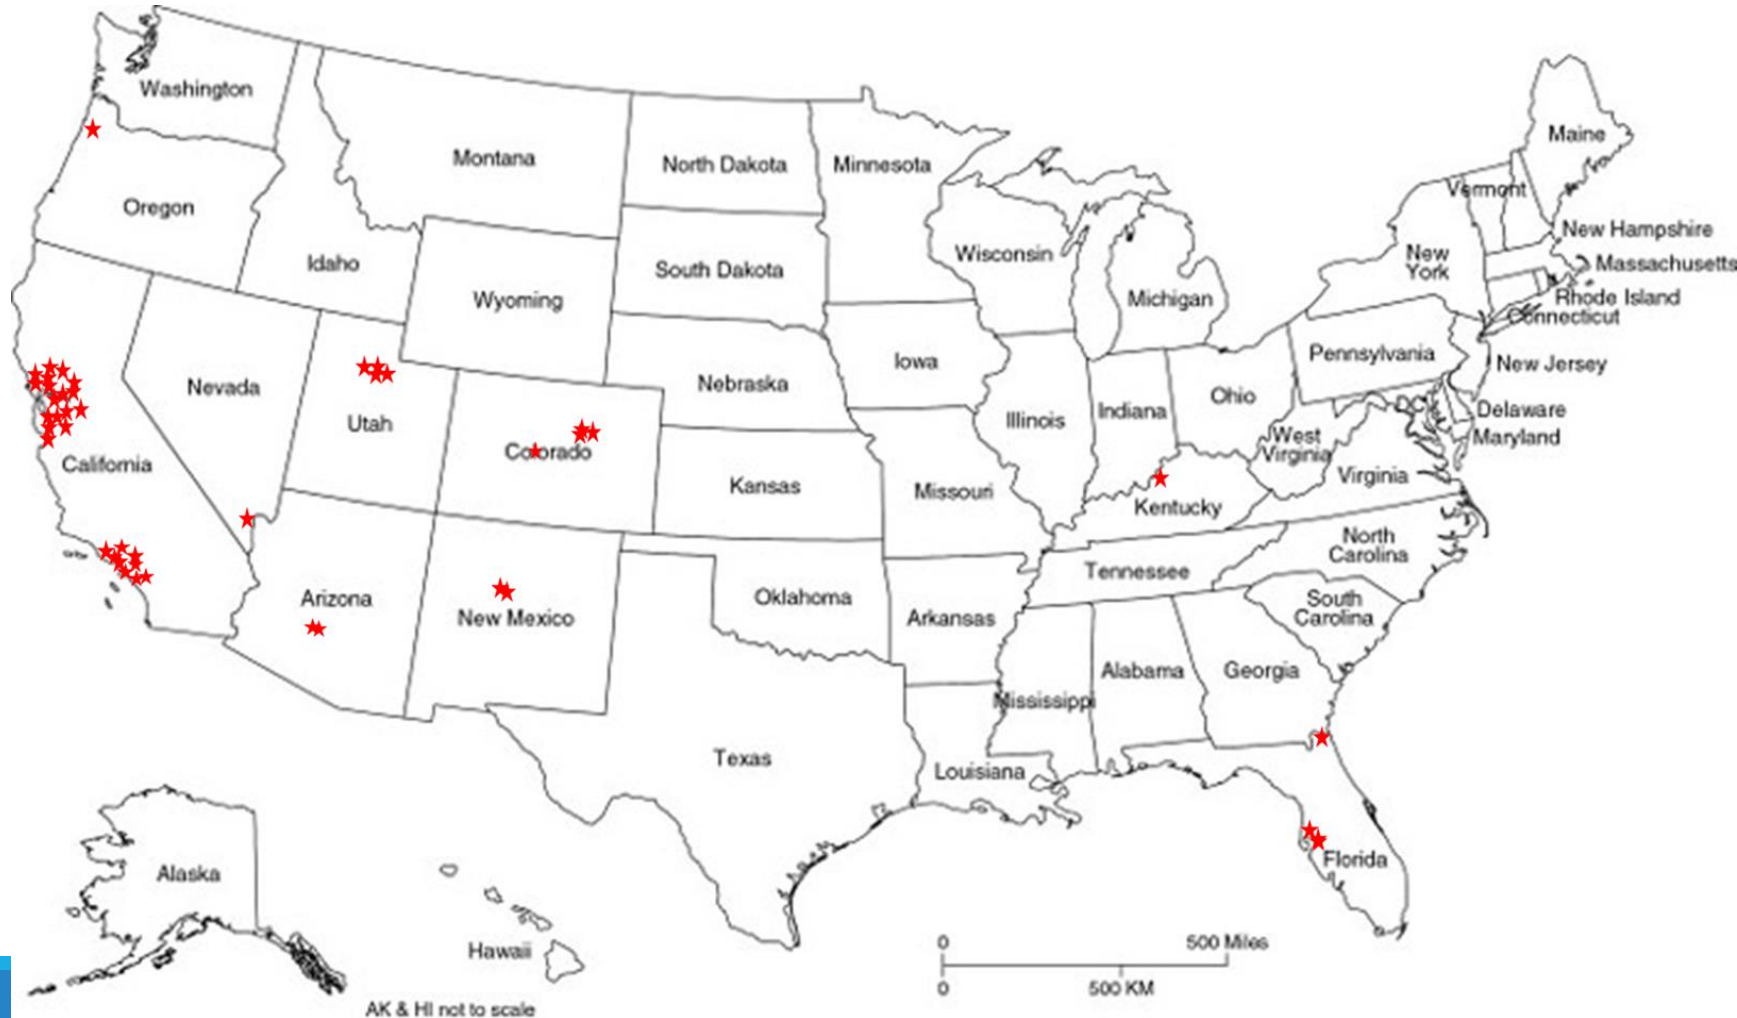 Washington
Montana
North Dakota
Minnesota
Maine
Vermont
Oregon
New Hampshire
Idaho
South Dakota
Wisconsin
New
York
Massachusetts
Wyoming
Michigan
Rhode Island
Connecticut
Iowa
Pennsylvania
New Jersey
Nevada
Nebraska
Ohio
Utah
Illinois
Indiana
Delaware
Maryland
Colorado
West
Virginia
California
Kansas
Missouri
Virginia
Kentucky
North
Carolina
Tennessee
Arizona
New Mexico
Oklahoma
Arkansas
South
Carolina
Alabama
Georgia
Mississippi
Texas
Louisiana
Alaska
Florida
Hawaii
0 500 Miles
0 500 KM
AK & HI not to scale